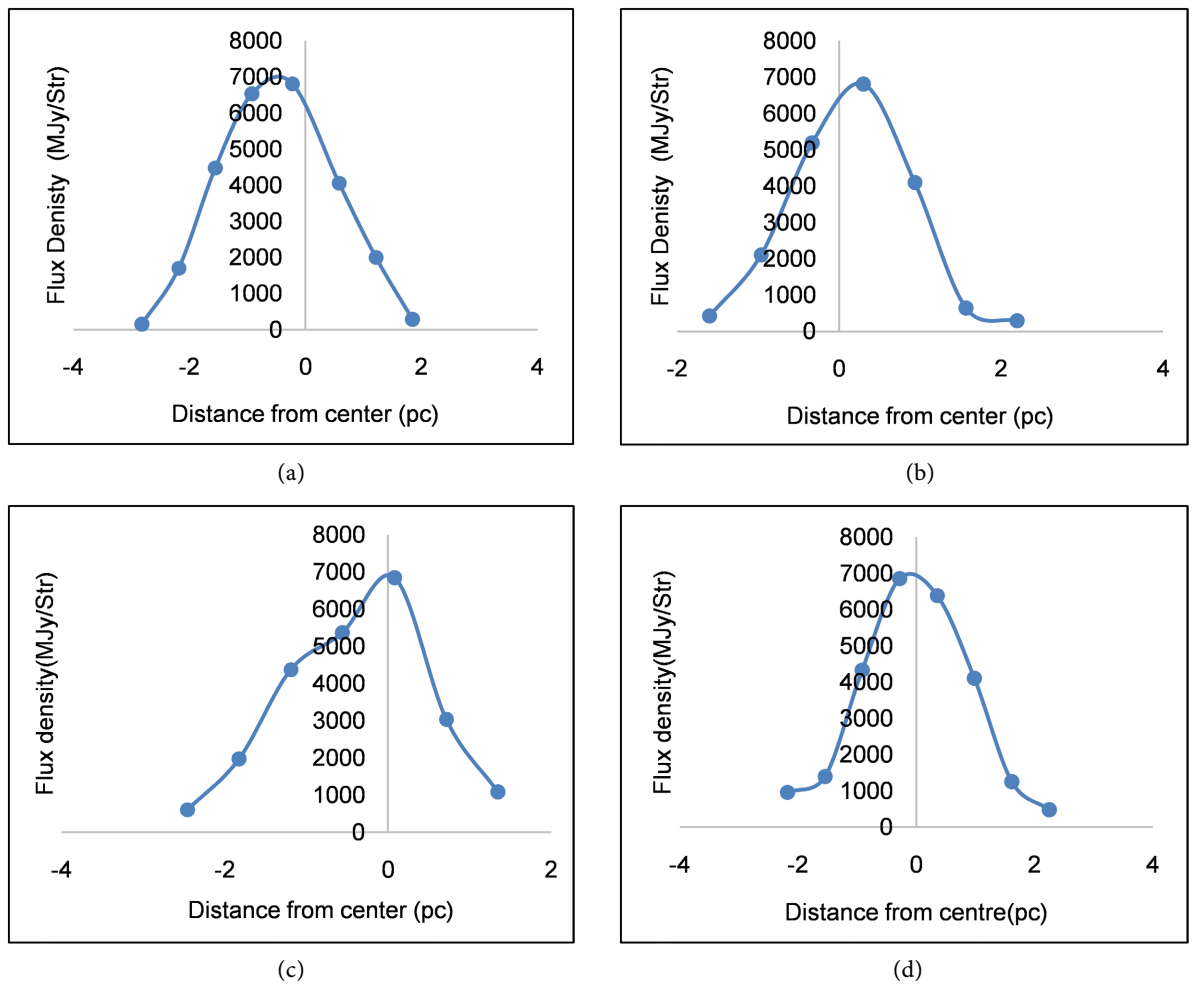 8000
7000
6000
5000
4000
3000
2000
1000
0
-4 -2 0 2 4
Flux Denisty (MJy/Str)
Distance from center (pc)
(a)
8000
7000
6000
5000
4000
3000
2000
1000
0
-2 0 2 4
Flux Denisty (MJy/Str)
Distance from center (pc)
(b)
8000
7000
6000
5000
4000
3000
2000
1000
0
-4 -2 0 2
Flux density(MJy/Str)
Distance from center (pc)
(c)
8000
7000
6000
5000
4000
3000
2000
1000
0
-4 -2 0 2 4
Flux density(MJy/Str)
Distance from centre(pc)
(d)